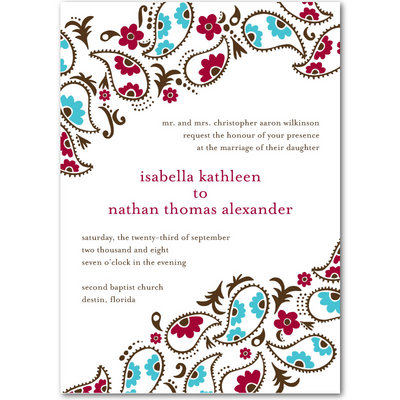 mr. and mrs. christopher aaron wilkinson
request the honour of your presence
at the marriage of their daughter
isabella kathleen
to
nathan thomas alexander
saturday, the twenty–third of september
two thousand and eight
seven o'clock in the evening
second baptist church
destin, florida